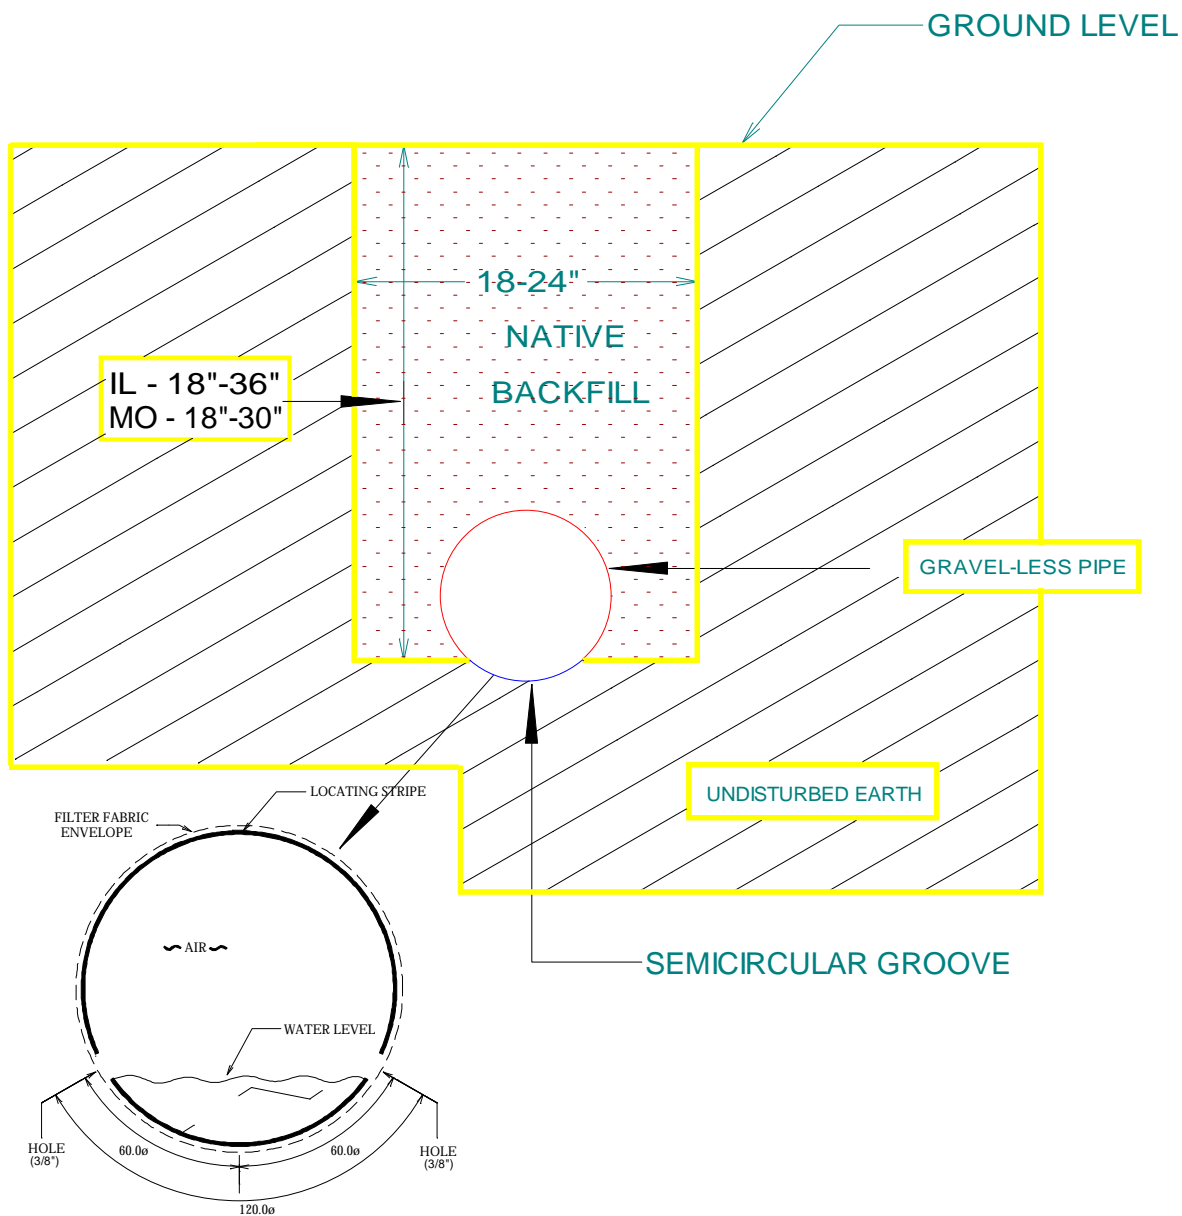 GROUND LEVEL
18-24"
NATIVE
BACKFILL
IL - 18"-36"
MO - 18"-30"
GRAVEL-LESS PIPE
UNDISTURBED EARTH
LOCATING STRIPE
FILTER FABRIC
ENVELOPE
AIR
SEMICIRCULAR GROOVE
WATER LEVEL
HOLE
(3/8")
60.0ø
60.0ø
HOLE
(3/8")
120.0ø